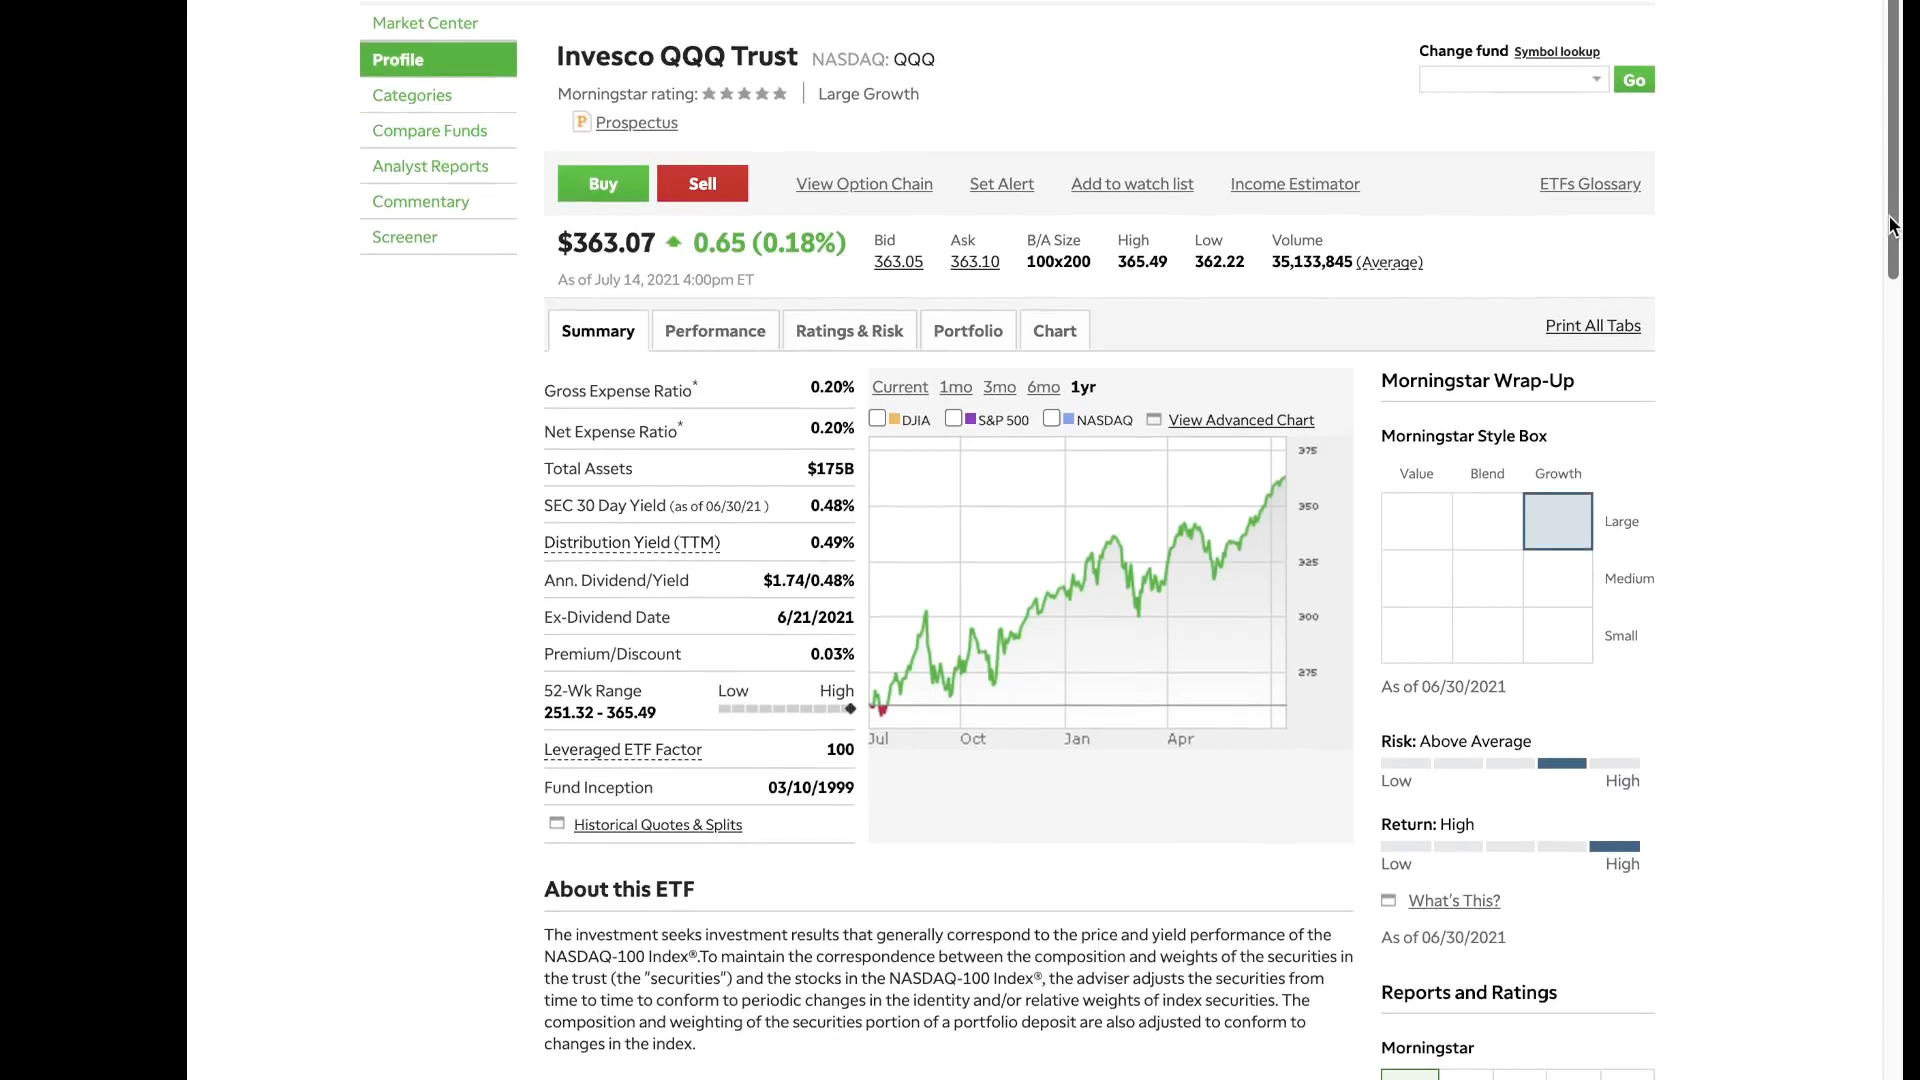 Market Center
Profile
Categories
Compare Funds
Analyst Reports
Commentary
Screener
Invesco QQQ Trust NASDAQ: QQQ
Morningstar rating: ★★★★★ | Large Growth
P Prospectus
Change fund Symbol lookup
Go
Buy Sell View Option Chain Set Alert Add to watch list Income Estimator ETFs Glossary
$363.07 0.65 (0.18%)
As of July 14, 2021 4:00pm ET
Bid Ask B/A Size High Low Volume
363.05 363.10 100x200 365.49 362.22 35,133,845 (Average)
Summary Performance Ratings & Risk Portfolio Chart Print All Tabs
Gross Expense Ratio* 0.20%
Net Expense Ratio* 0.20%
Total Assets $175B
SEC 30 Day Yield (as of 06/30/21 ) 0.48%
Distribution Yield (TTM) 0.49%
Ann. Dividend/Yield $1.74/0.48%
Ex-Dividend Date 6/21/2021
Premium/Discount 0.03%
52-Wk Range Low High
251.32 - 365.49
Leveraged ETF Factor 100
Fund Inception 03/10/1999
Historical Quotes & Splits
Current 1mo 3mo 6mo 1yr
DJIA S&P 500 NASDAQ View Advanced Chart
375
350
325
300
275
Jul Oct Jan Apr
Morningstar Wrap-Up
Morningstar Style Box
Value Blend Growth
Large
Medium
Small
As of 06/30/2021
Risk: Above Average
Low High
Return: High
Low High
What's This?
As of 06/30/2021
Reports and Ratings
Morningstar
About this ETF
The investment seeks investment results that generally correspond to the price and yield performance of the
NASDAQ-100 Index®.To maintain the correspondence between the composition and weights of the securities in
the trust (the "securities") and the stocks in the NASDAQ-100 Index®, the adviser adjusts the securities from
time to time to conform to periodic changes in the identity and/or relative weights of index securities. The
composition and weighting of the securities portion of a portfolio deposit are also adjusted to conform to
changes in the index.